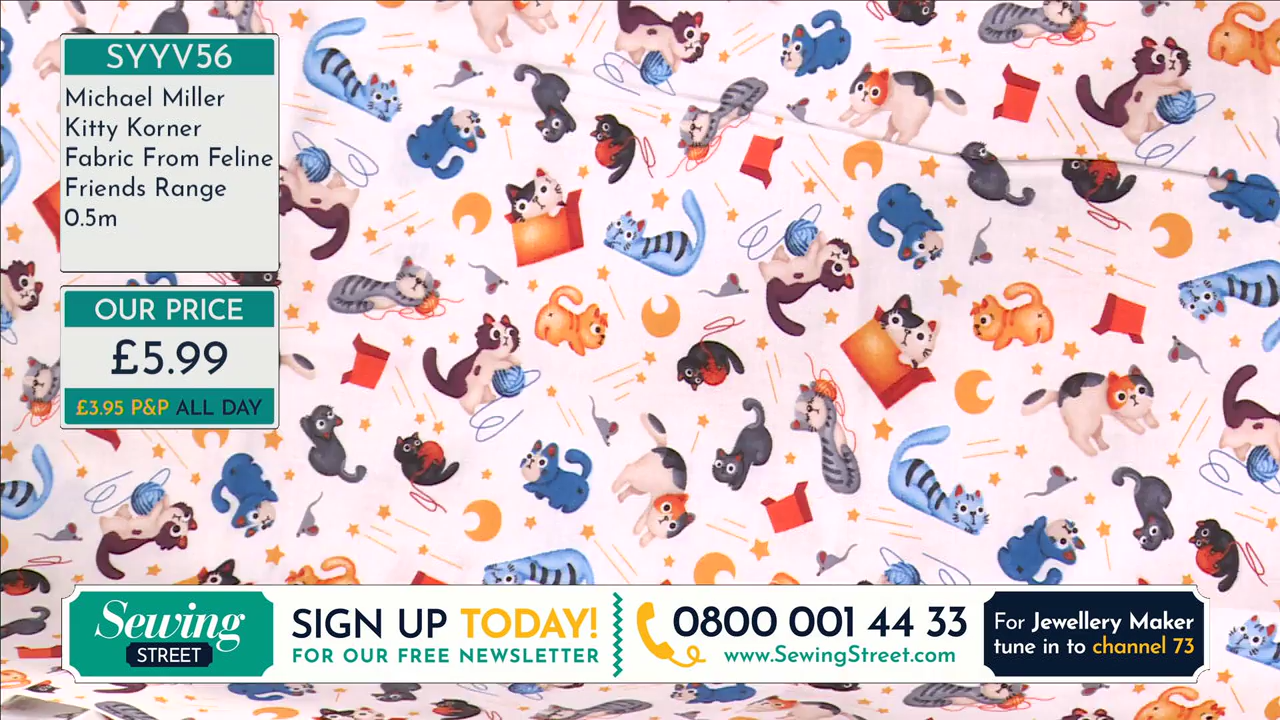 SYYV56
Michael Miller
Kitty Korner
Fabric From Feline
Friends Range
0.5m
OUR PRICE
£5.99
£3.95 P&P ALL DAY
Sewing
STREET
SIGN UP TODAY!
FOR OUR FREE NEWSLETTER
0800 001 44 33
www.SewingStreet.com
For Jewellery Maker
tune in to channel 73